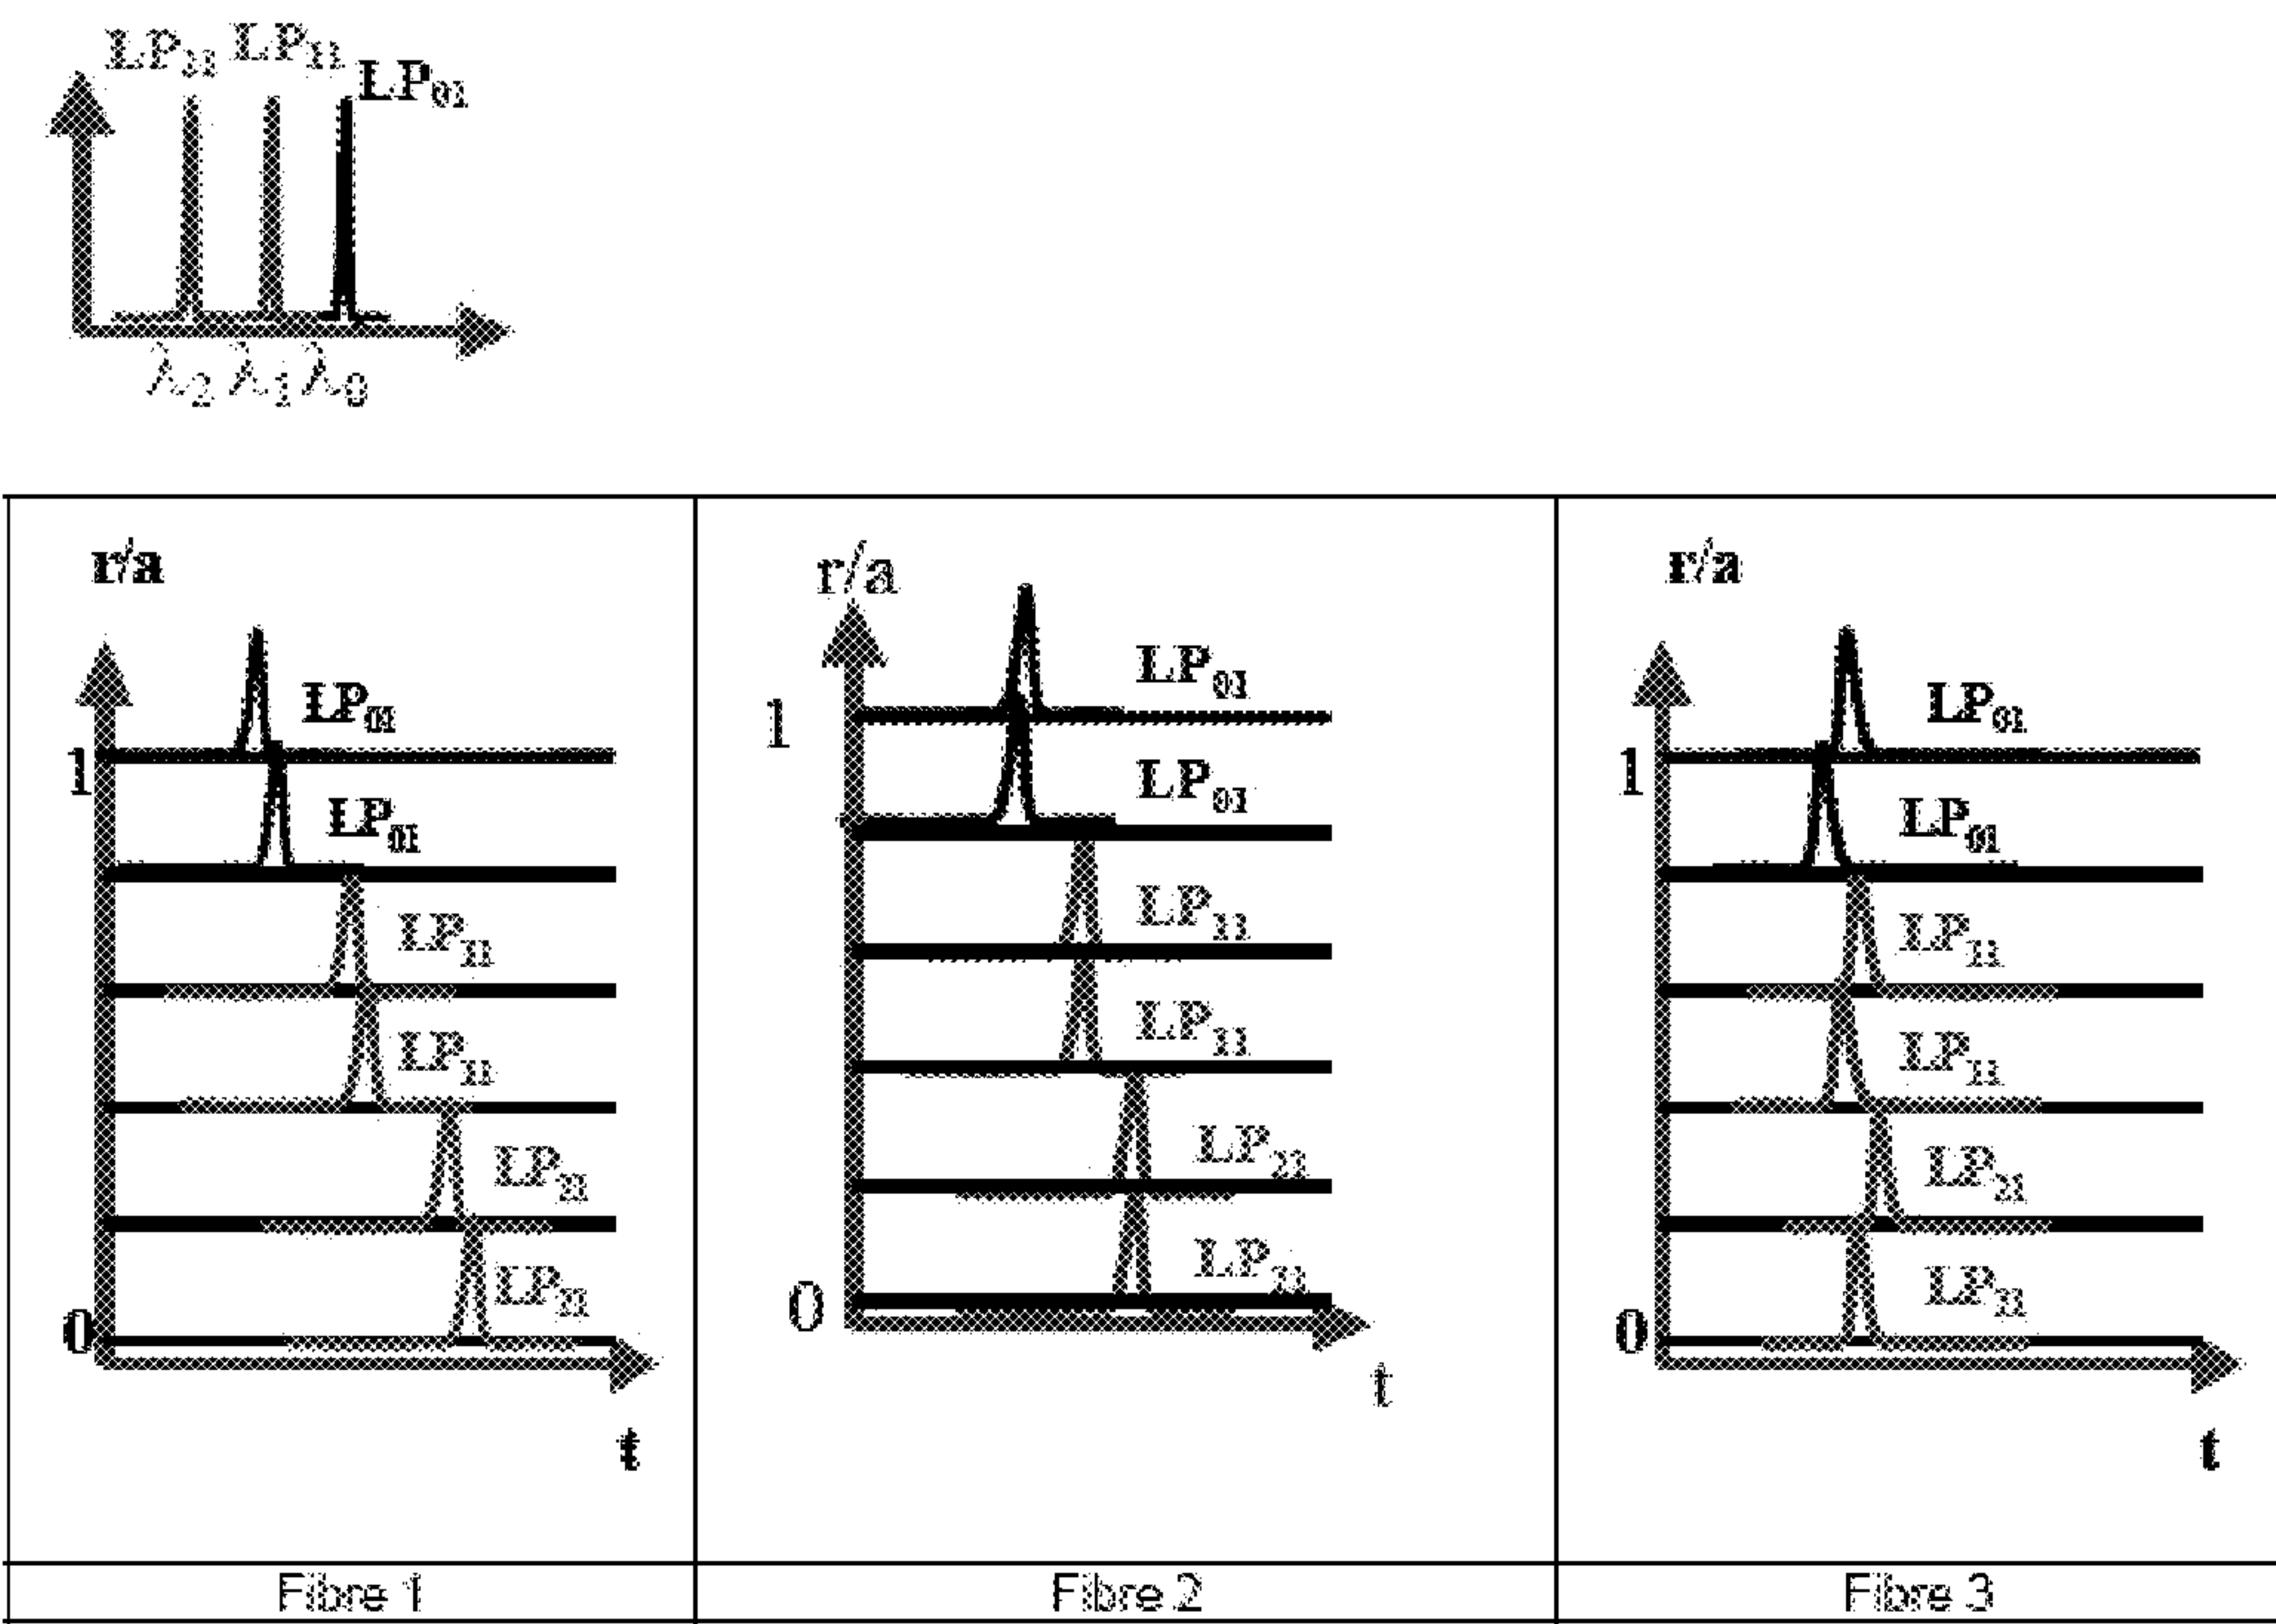 LP₂₁ LP₁₁ LP₀₁
λ₂ λ₁ λ₀
r/a
1
LP₀₁
LP₀₁
LP₁₁
LP₁₁
LP₂₁
LP₂₁
0
t
Fibre 1
r/a
1
LP₀₁
LP₀₁
LP₁₁
LP₁₁
LP₂₁
LP₂₁
0
t
Fibre 2
r/a
1
LP₀₁
LP₀₁
LP₁₁
LP₁₁
LP₂₁
LP₂₁
0
t
Fibre 3